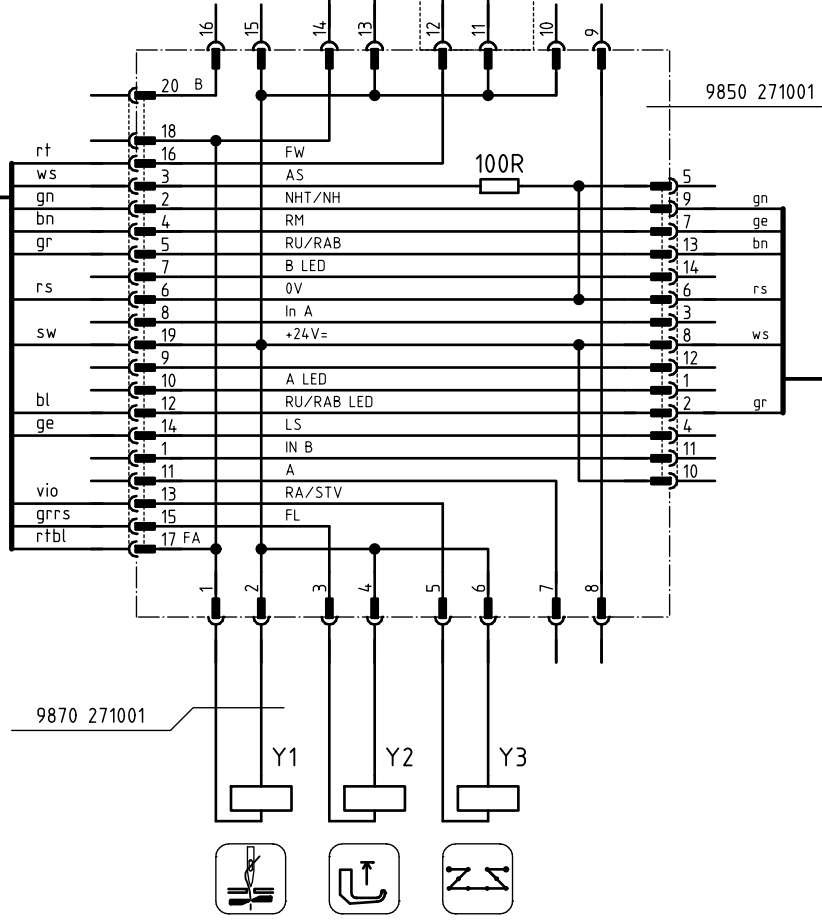 16 15 14 13 12 11 10 9
20 B
9850 271001
18
rt 16 FW 100R
ws 3 AS 5
gn 2 NHT/NH 9 gn
bn 4 RM 7 ge
gr 5 RU/RAB 13 bn
7 B LED 14
rs 6 0V 6 rs
8 In A 3
sw 19 +24V= 8 ws
9 12
10 A LED 1
bl 12 RU/RAB LED 2 gr
ge 14 LS 4
1 IN B 11
11 A 10
vio 13 RA/STV
grrs 15 FL
rtbl 17 FA
1 2 3 4 5 6 7 8
9870 271001
Y1 Y2 Y3